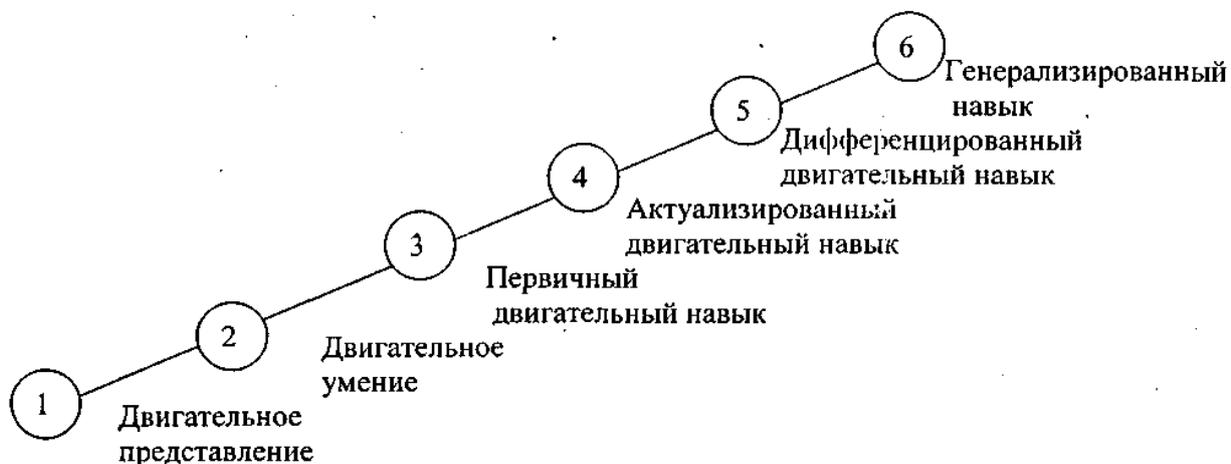 6
Генерализированный
навык
5
Дифференцированный
двигательный навык
4
Актуализированный
двигательный навык
3
Первичный
двигательный навык
2
Двигательное
умение
1
Двигательное
представление